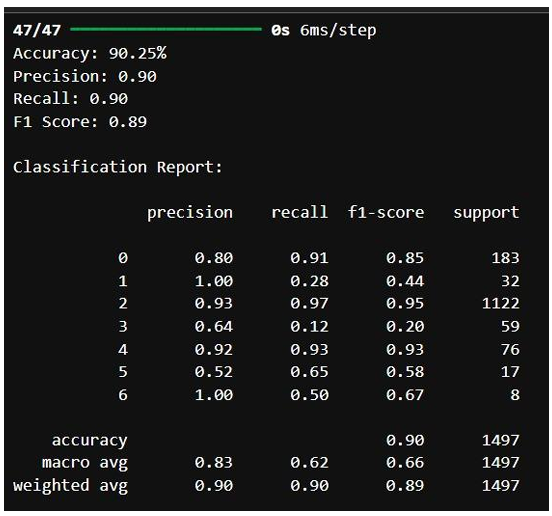 47/47 ━━━━━━━━━━━━━━━━━━━━ 0s 6ms/step
Accuracy: 90.25%
Precision: 0.90
Recall: 0.90
F1 Score: 0.89
Classification Report:
precision recall f1-score support
0 0.80 0.91 0.85 183
1 1.00 0.28 0.44 32
2 0.93 0.97 0.95 1122
3 0.64 0.12 0.20 59
4 0.92 0.93 0.93 76
5 0.52 0.65 0.58 17
6 1.00 0.50 0.67 8
accuracy 0.90 1497
macro avg 0.83 0.62 0.66 1497
weighted avg 0.90 0.90 0.89 1497